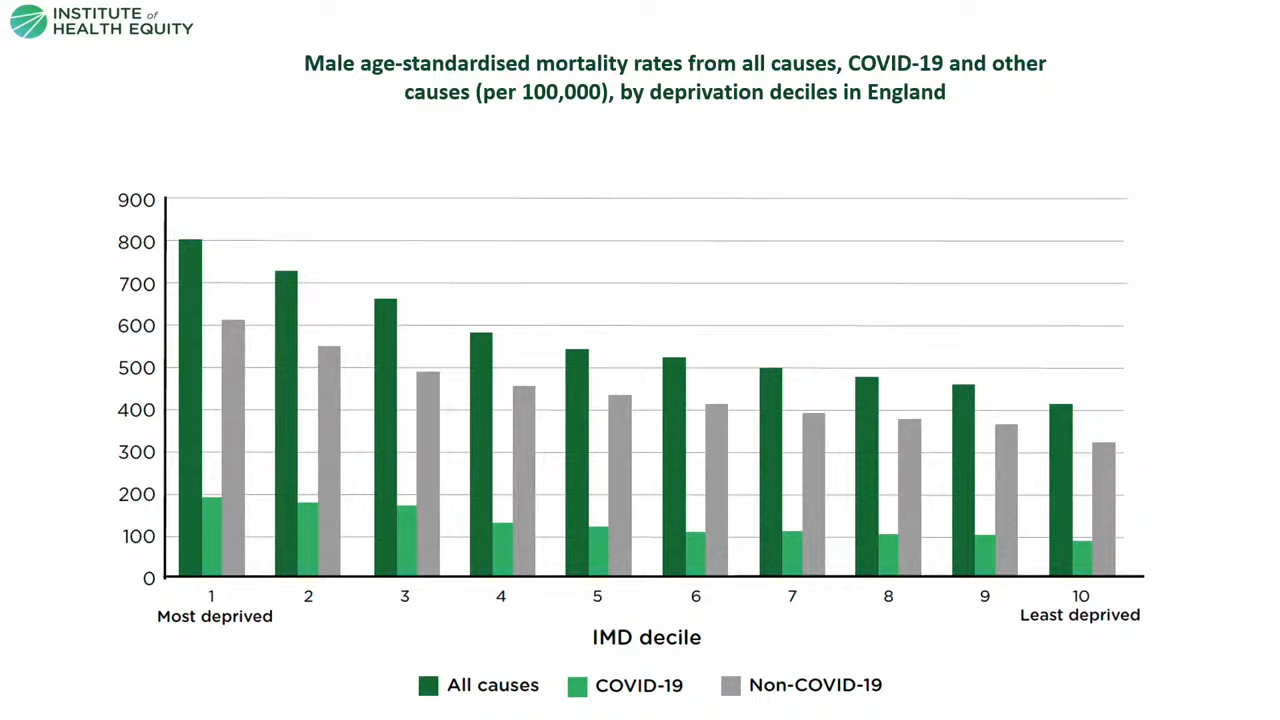 INSTITUTE of
HEALTH EQUITY
Male age-standardised mortality rates from all causes, COVID-19 and other
causes (per 100,000), by deprivation deciles in England
900
800
700
600
500
400
300
200
100
0
1 2 3 4 5 6 7 8 9 10
Most deprived Least deprived
IMD decile
All causes COVID-19 Non-COVID-19